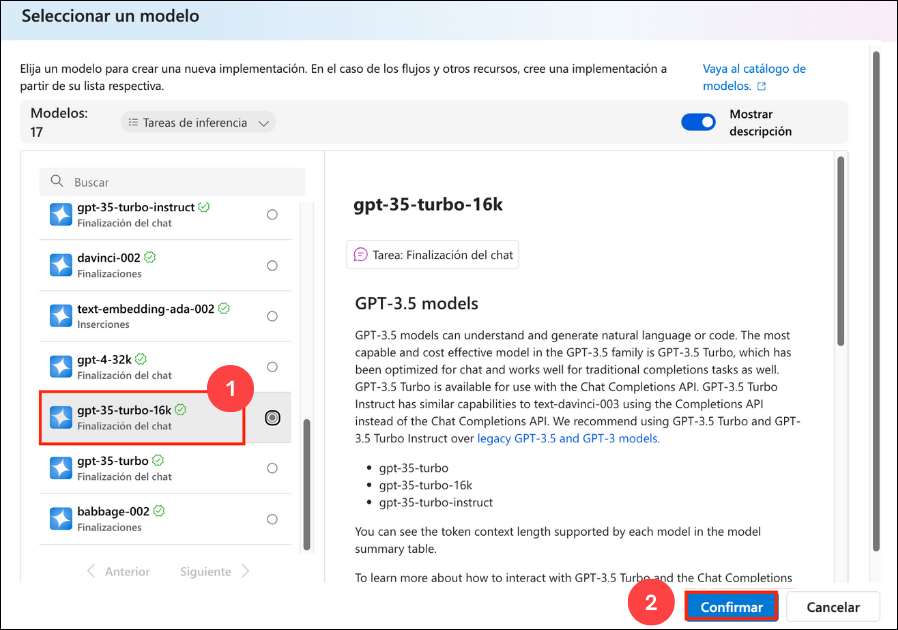 Seleccionar un modelo
Elija un modelo para crear una nueva implementación. En el caso de los flujos y otros recursos, cree una implementación a
partir de su lista respectiva.
Vaya al catálogo de
modelos.
Modelos:
17
Tareas de inferencia
Mostrar
descripción
Buscar
gpt-35-turbo-instruct
Finalización del chat
davinci-002
Finalizaciones
text-embedding-ada-002
Inserciones
gpt-4-32k
Finalización del chat
1
gpt-35-turbo-16k
Finalización del chat
gpt-35-turbo
Finalización del chat
babbage-002
Finalizaciones
Anterior
Siguiente
gpt-35-turbo-16k
Tarea: Finalización del chat
GPT-3.5 models
GPT-3.5 models can understand and generate natural language or code. The most
capable and cost effective model in the GPT-3.5 family is GPT-3.5 Turbo, which has
been optimized for chat and works well for traditional completions tasks as well.
GPT-3.5 Turbo is available for use with the Chat Completions API. GPT-3.5 Turbo
Instruct has similar capabilities to text-davinci-003 using the Completions API
instead of the Chat Completions API. We recommend using GPT-3.5 Turbo and GPT-
3.5 Turbo Instruct over legacy GPT-3.5 and GPT-3 models.
• gpt-35-turbo
• gpt-35-turbo-16k
• gpt-35-turbo-instruct
You can see the token context length supported by each model in the model
summary table.
To learn more about how to interact with GPT-3.5 Turbo and the Chat Completions
2
Confirmar
Cancelar